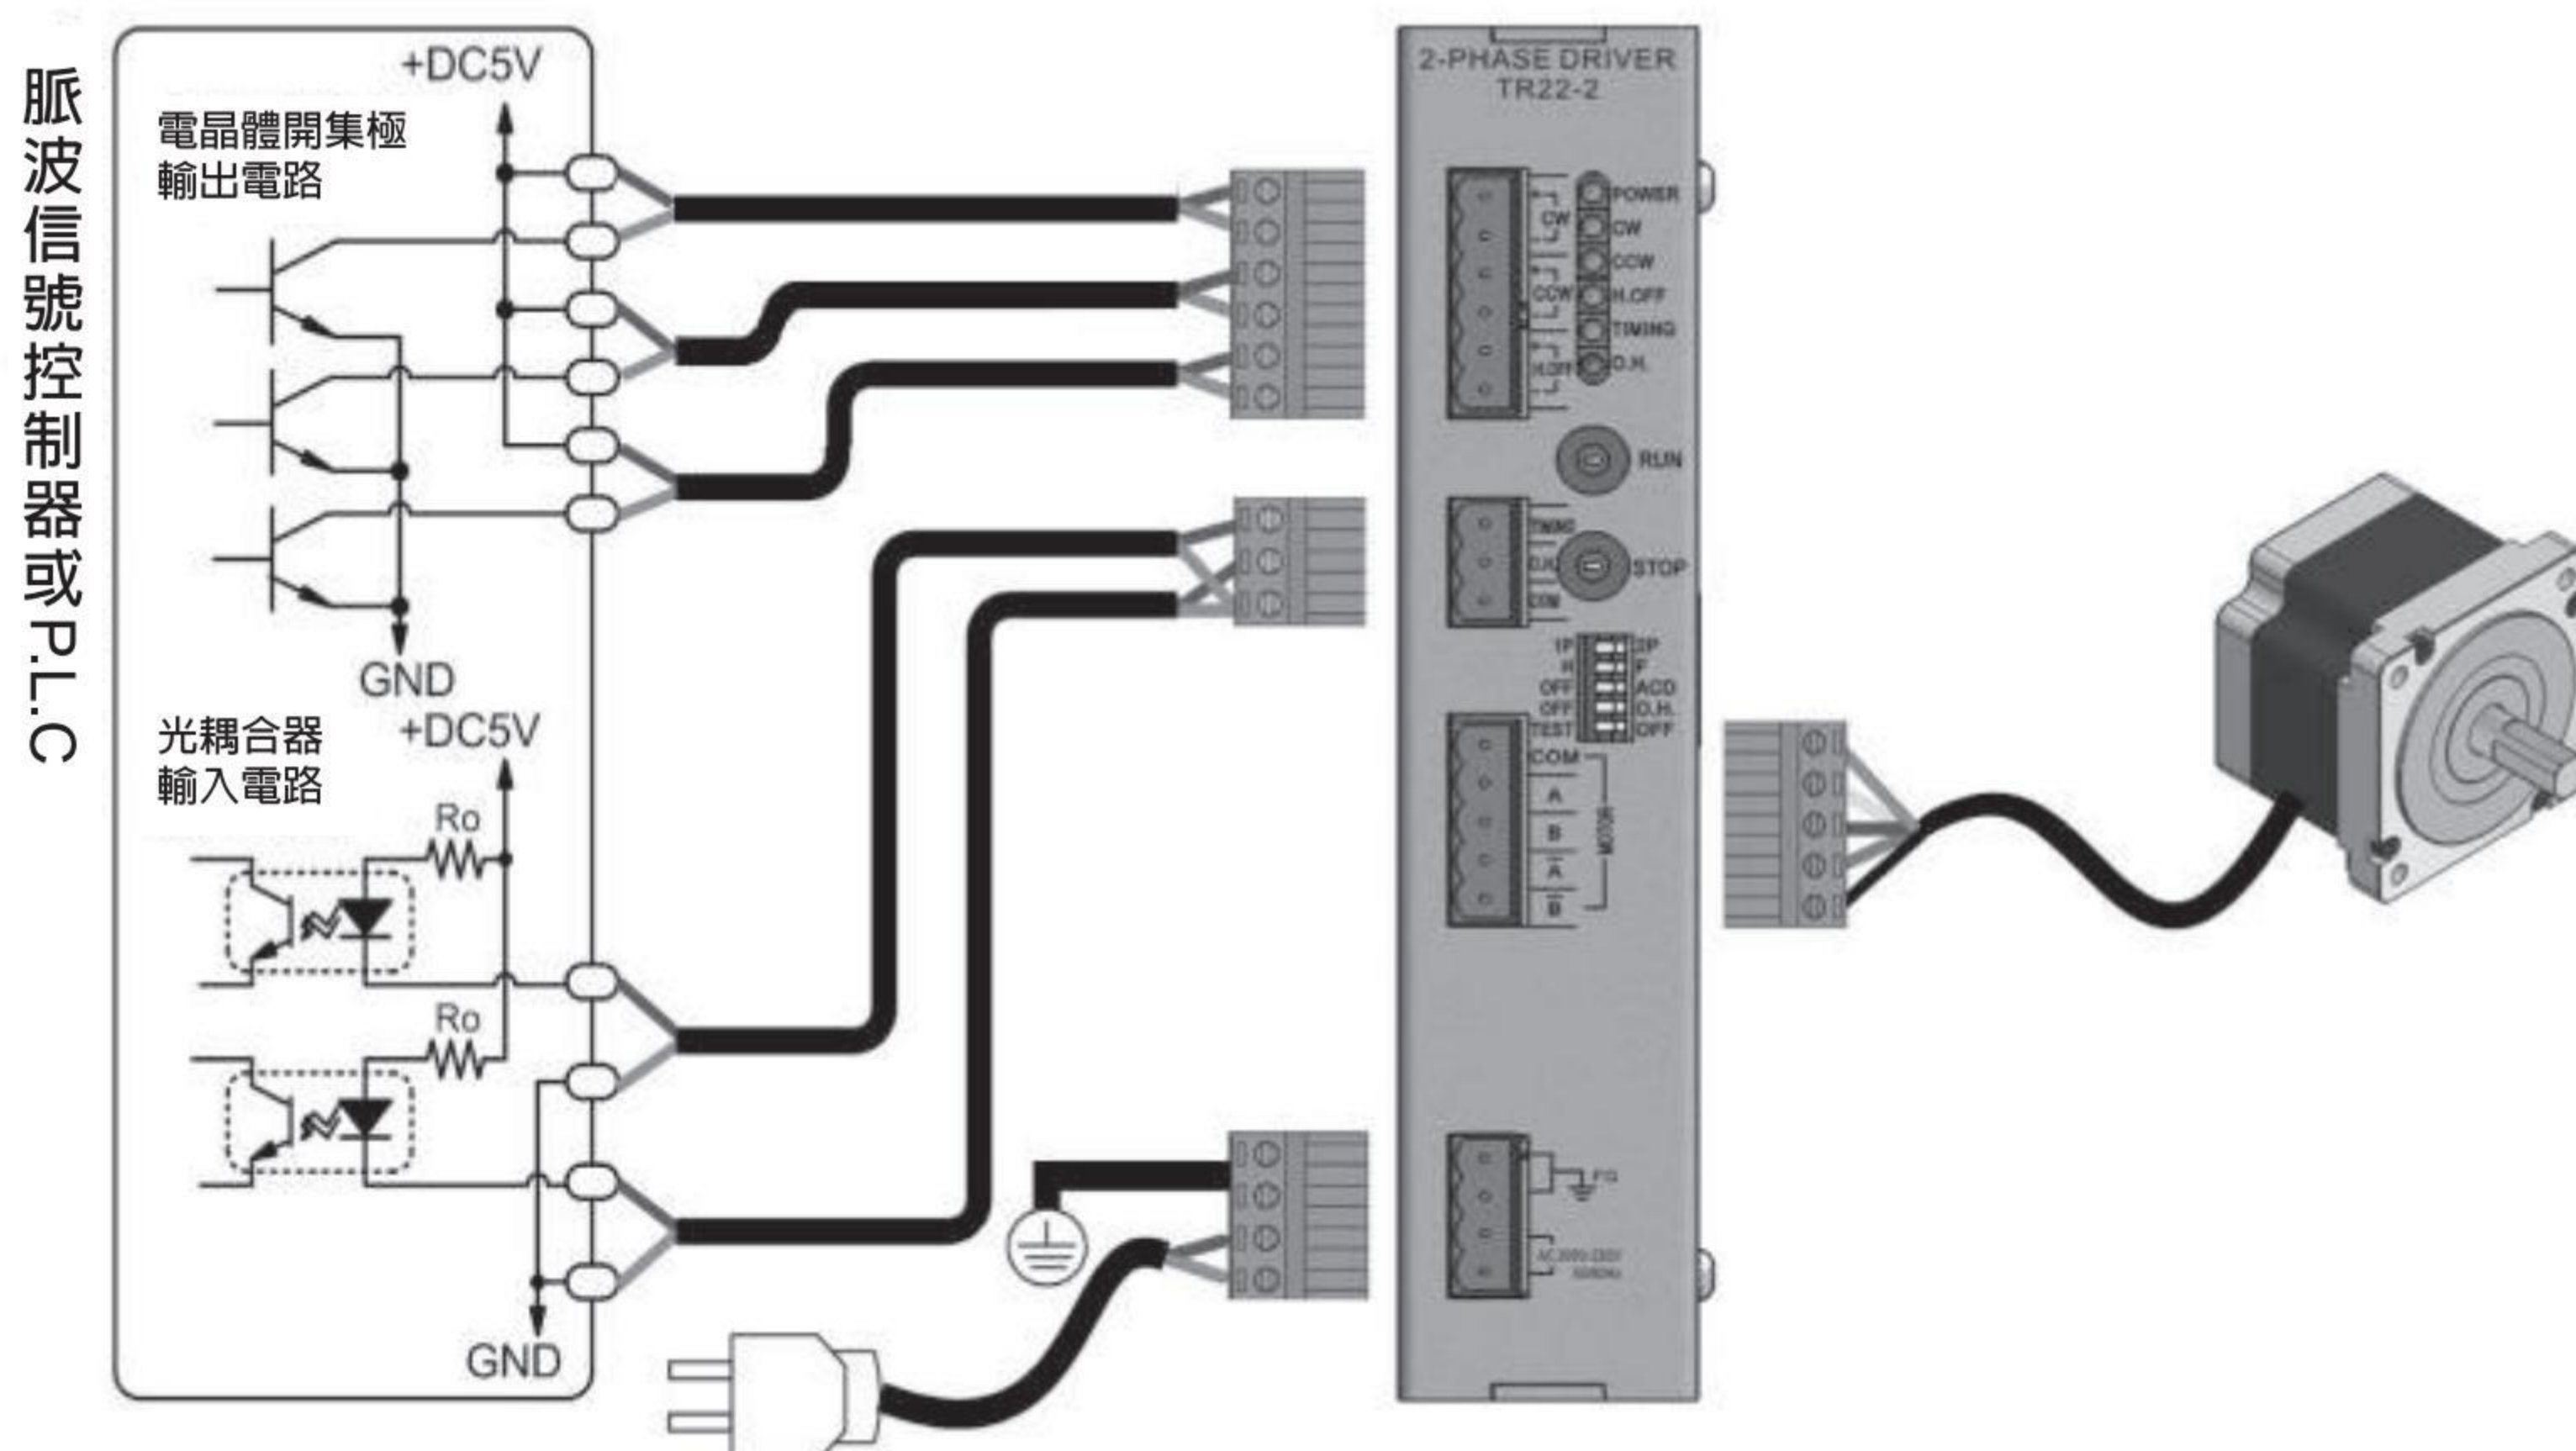 脈波信號控制器或P.L.C
+DC5V
電晶體開集極
輸出電路
GND
+DC5V
光耦合器
輸入電路
Ro
Ro
GND
2-PHASE DRIVER
TR22-2
CW
CCW
H.OFF
POWER
CW
CCW
H.OFF
TIMING
O.H.
RUN
TIMING
O.H.
COM
STOP
1P 2P
H F
OFF ACD
OFF O.H.
TEST OFF
COM
A
B
A̅
B̅
MOTOR
FG